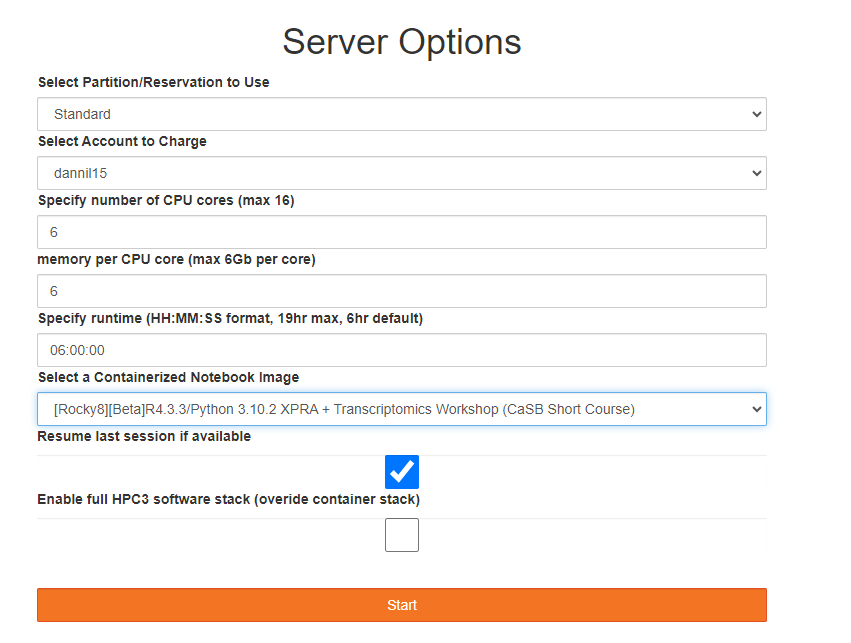 Server Options
Select Partition/Reservation to Use
Standard
Select Account to Charge
dannil15
Specify number of CPU cores (max 16)
6
memory per CPU core (max 6Gb per core)
6
Specify runtime (HH:MM:SS format, 19hr max, 6hr default)
06:00:00
Select a Containerized Notebook Image
[Rocky8][Beta]R4.3.3/Python 3.10.2 XPRA + Transcriptomics Workshop (CaSB Short Course)
Resume last session if available
Enable full HPC3 software stack (overide container stack)
Start